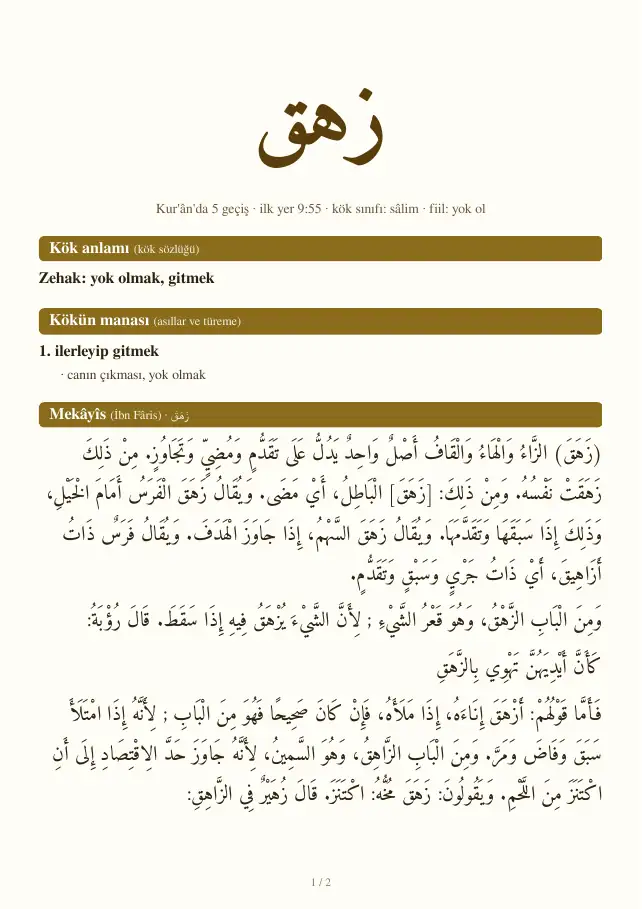 زهق
Kur'ân'da 5 geçiş · ilk yer 9:55 · kök sınıfı: sâlim · fiil: yok ol
Kök anlamı (kök sözlüğü)
Zehak: yok olmak, gitmek
Kökün manası (asıllar ve türeme)
1. ilerleyip gitmek
· canın çıkması, yok olmak
Mekâyîs (İbn Fâris) · زَهَقَ
(زَهَقَ) الزَّاءُ وَالْهَاءُ وَالْقَافُ أَصْلٌ وَاحِدٌ يَدُلُّ عَلَى تَقَدُّمٍ وَمُضِيٍّ وَتَجَاوُزٍ. مِنْ ذَلِكَ
زَهَقَتْ نَفْسُهُ. وَمِنْ ذَلِكَ: [زَهَقَ] الْبَاطِلُ، أَيْ مَضَى. وَيُقَالُ زَهَقَ الْفَرَسُ أَمَامَ الْخَيْلِ،
وَذَلِكَ إِذَا سَبَقَهَا وَتَقَدَّمَهَا. وَيُقَالُ زَهَقَ السَّهْمُ، إِذَا جَاوَزَ الْهَدَفَ. وَيُقَالُ فَرَسٌ ذَاتُ
أَزَاهِيقَ، أَيْ ذَاتُ جَرْيٍ وَسَبْقٍ وَتَقَدُّمٍ.
وَمِنَ الْبَابِ الزَّهْقُ، وَهُوَ قَعْرُ الشَّيْءِ ; لِأَنَّ الشَّيْءَ يُزْهَقُ فِيهِ إِذَا سَقَطَ. قَالَ رُؤْبَةُ:
كَأَنَّ أَيْدِيَهُنَّ تَهْوِي بِالزَّهَقِ
فَأَمَّا قَوْلُهُمْ: أَزْهَقَ إِنَاءَهُ، إِذَا مَلَأَهُ، فَإِنْ كَانَ صَحِيحًا فَهُوَ مِنَ الْبَابِ ; لِأَنَّهُ إِذَا امْتَلَأَ
سَبَقَ وَفَاضَ وَمَرَّ. وَمِنَ الْبَابِ الزَّاهِقُ، وَهُوَ السَّمِينُ، لِأَنَّهُ جَاوَزَ حَدَّ الِاقْتِصَادِ إِلَى أَنِ
اكْتَنَزَ مِنَ اللَّحْمِ. وَيَقُولُونَ: زَهَقَ مُخُّهُ: اكْتَنَزَ. قَالَ زُهَيْرٌ فِي الزَّاهِقِ:
1 / 2